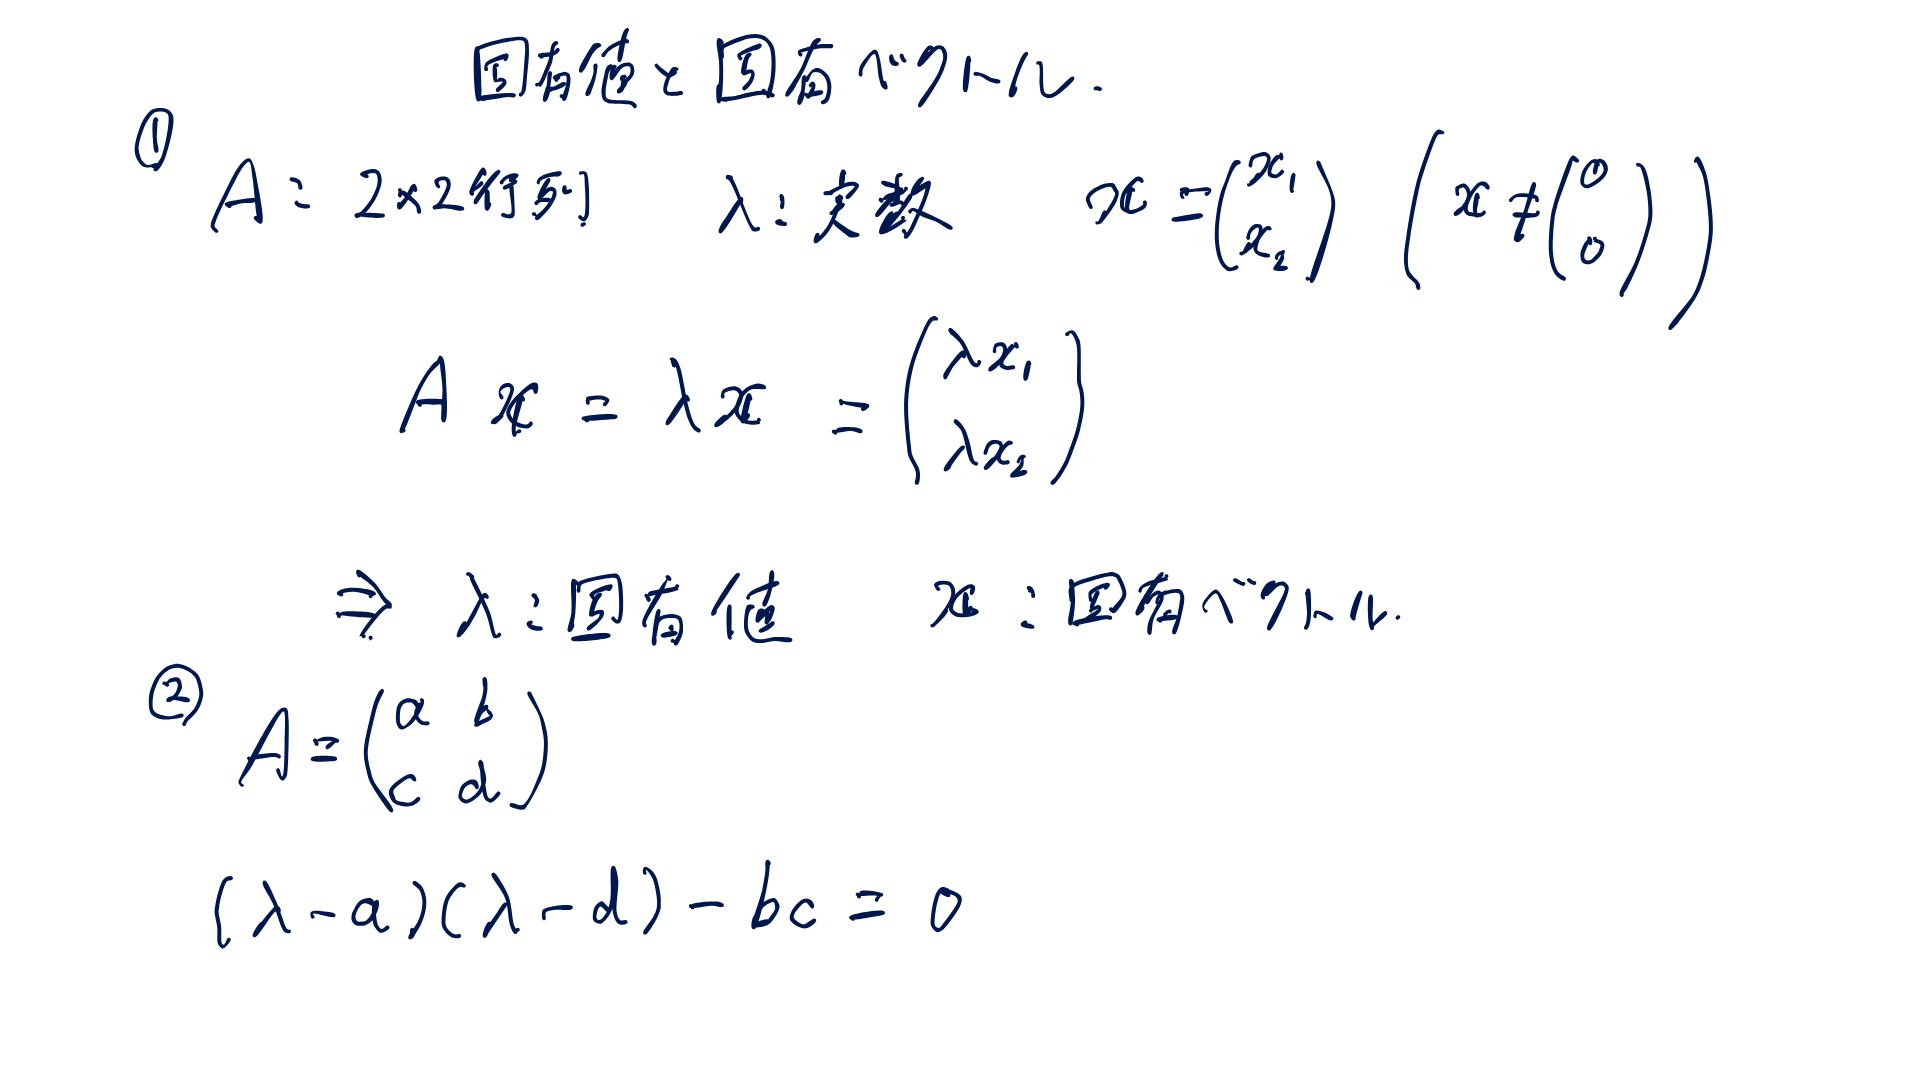 固有値と固有ベクトル.
①
A: 2×2行列 λ:実数 x = (x₁ x₂) (x ≠ (0 0))
A x = λx = (λx₁ λx₂)
⇒ λ:固有値 x:固有ベクトル.
②
A = (a b c d)
(λ-a)(λ-d) - bc = 0